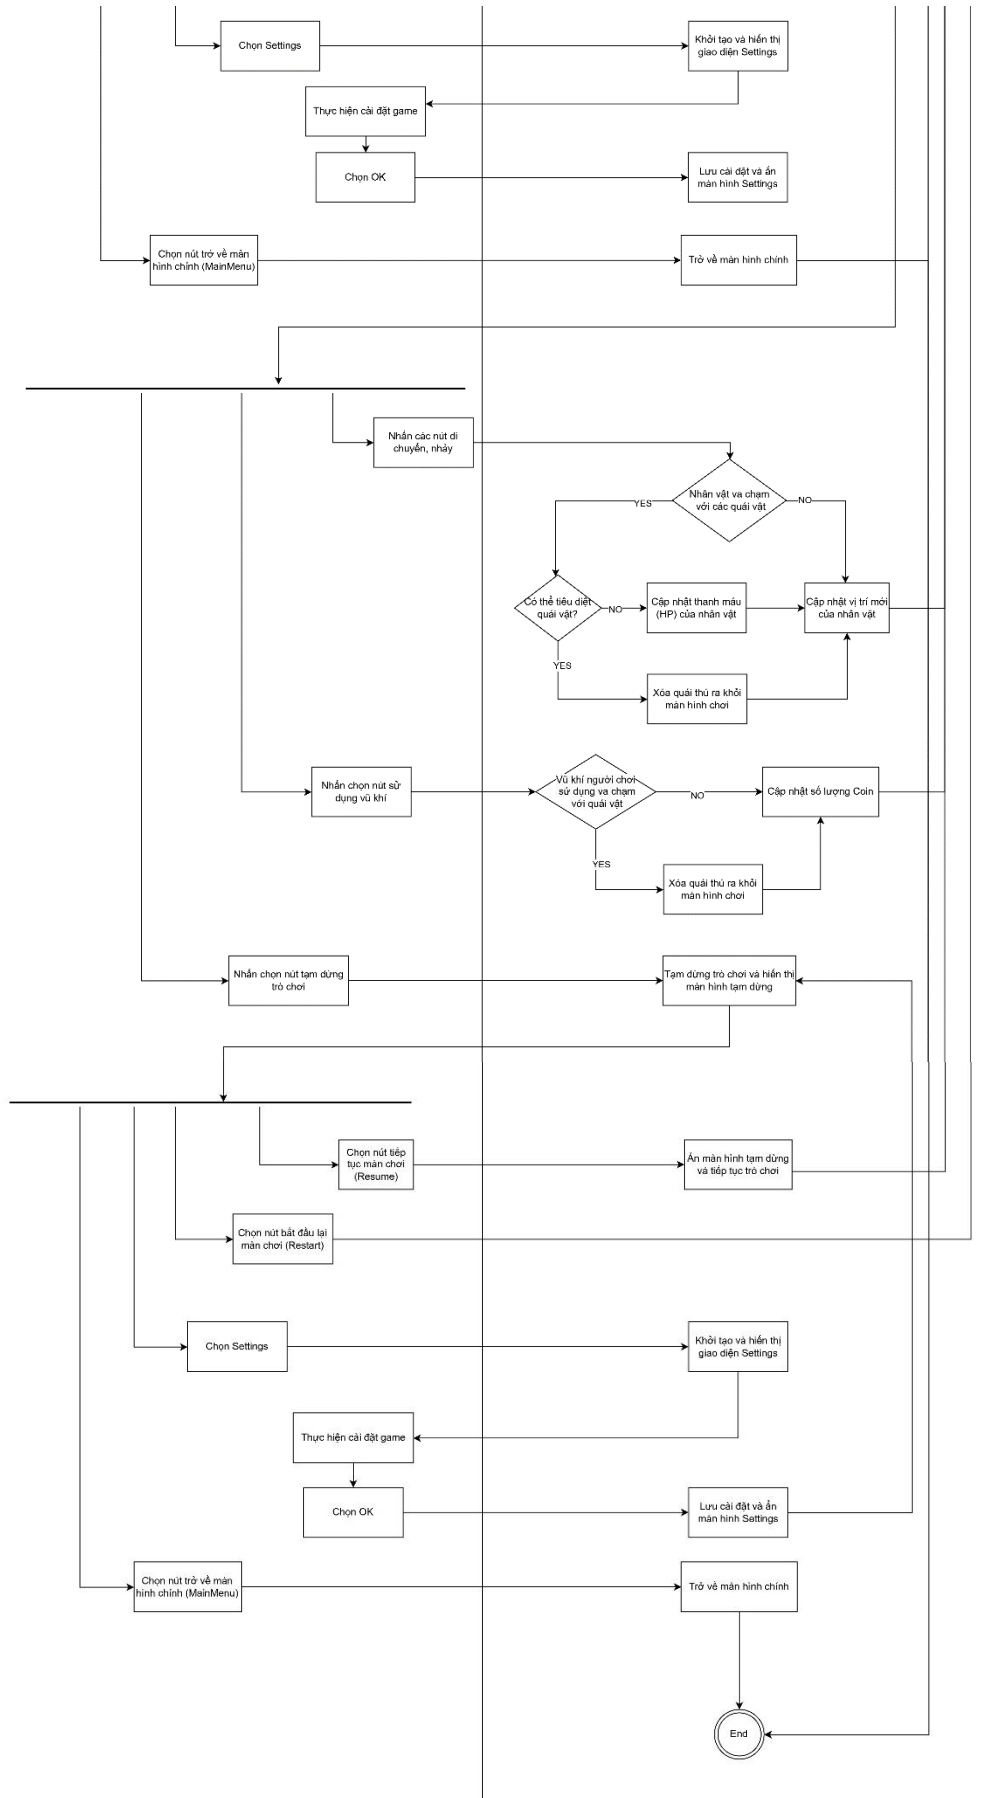 Chọn Settings
Khởi tạo và hiển thị
giao diện Settings
Thực hiện cài đặt game
Chọn OK
Lưu cài đặt và ẩn
màn hình Settings
Chọn nút trở về màn
hình chính (MainMenu)
Trở về màn hình chính
Nhấn các nút di
chuyển, nhảy
Nhân vật va chạm
với các quái vật
YES
NO
Có thể tiêu diệt
quái vật?
NO
Cập nhật thanh máu
(HP) của nhân vật
Cập nhật vị trí mới
của nhân vật
YES
Xóa quái thú ra khỏi
màn hình chơi
Nhấn chọn nút sử
dụng vũ khí
Vũ khí người chơi
sử dụng va chạm
với quái vật
NO
Cập nhật số lượng Coin
YES
Xóa quái thú ra khỏi
màn hình chơi
Nhấn chọn nút tạm dừng
trò chơi
Tạm dừng trò chơi và hiển thị
màn hình tạm dừng
Chọn nút tiếp
tục màn chơi
(Resume)
Ẩn màn hình tạm dừng
và tiếp tục trò chơi
Chọn nút bắt đầu lại
màn chơi (Restart)
Chọn Settings
Khởi tạo và hiển thị
giao diện Settings
Thực hiện cài đặt game
Chọn OK
Lưu cài đặt và ẩn
màn hình Settings
Chọn nút trở về màn
hình chính (MainMenu)
Trở về màn hình chính
End